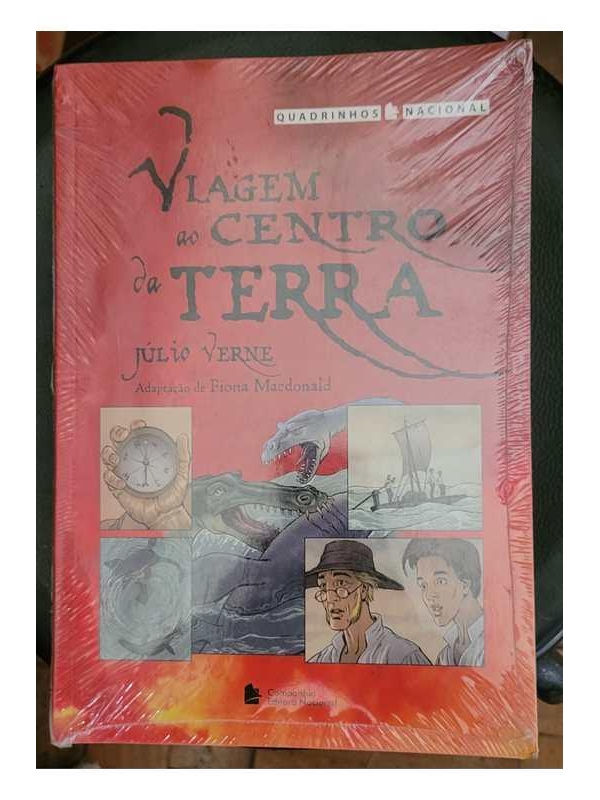 QUADRINHOS NACIONAL
VIAGEM
ao CENTRO
da TERRA
JÚLIO VERNE
Adaptação de Fiona Macdonald
Companhia
Editora Nacional